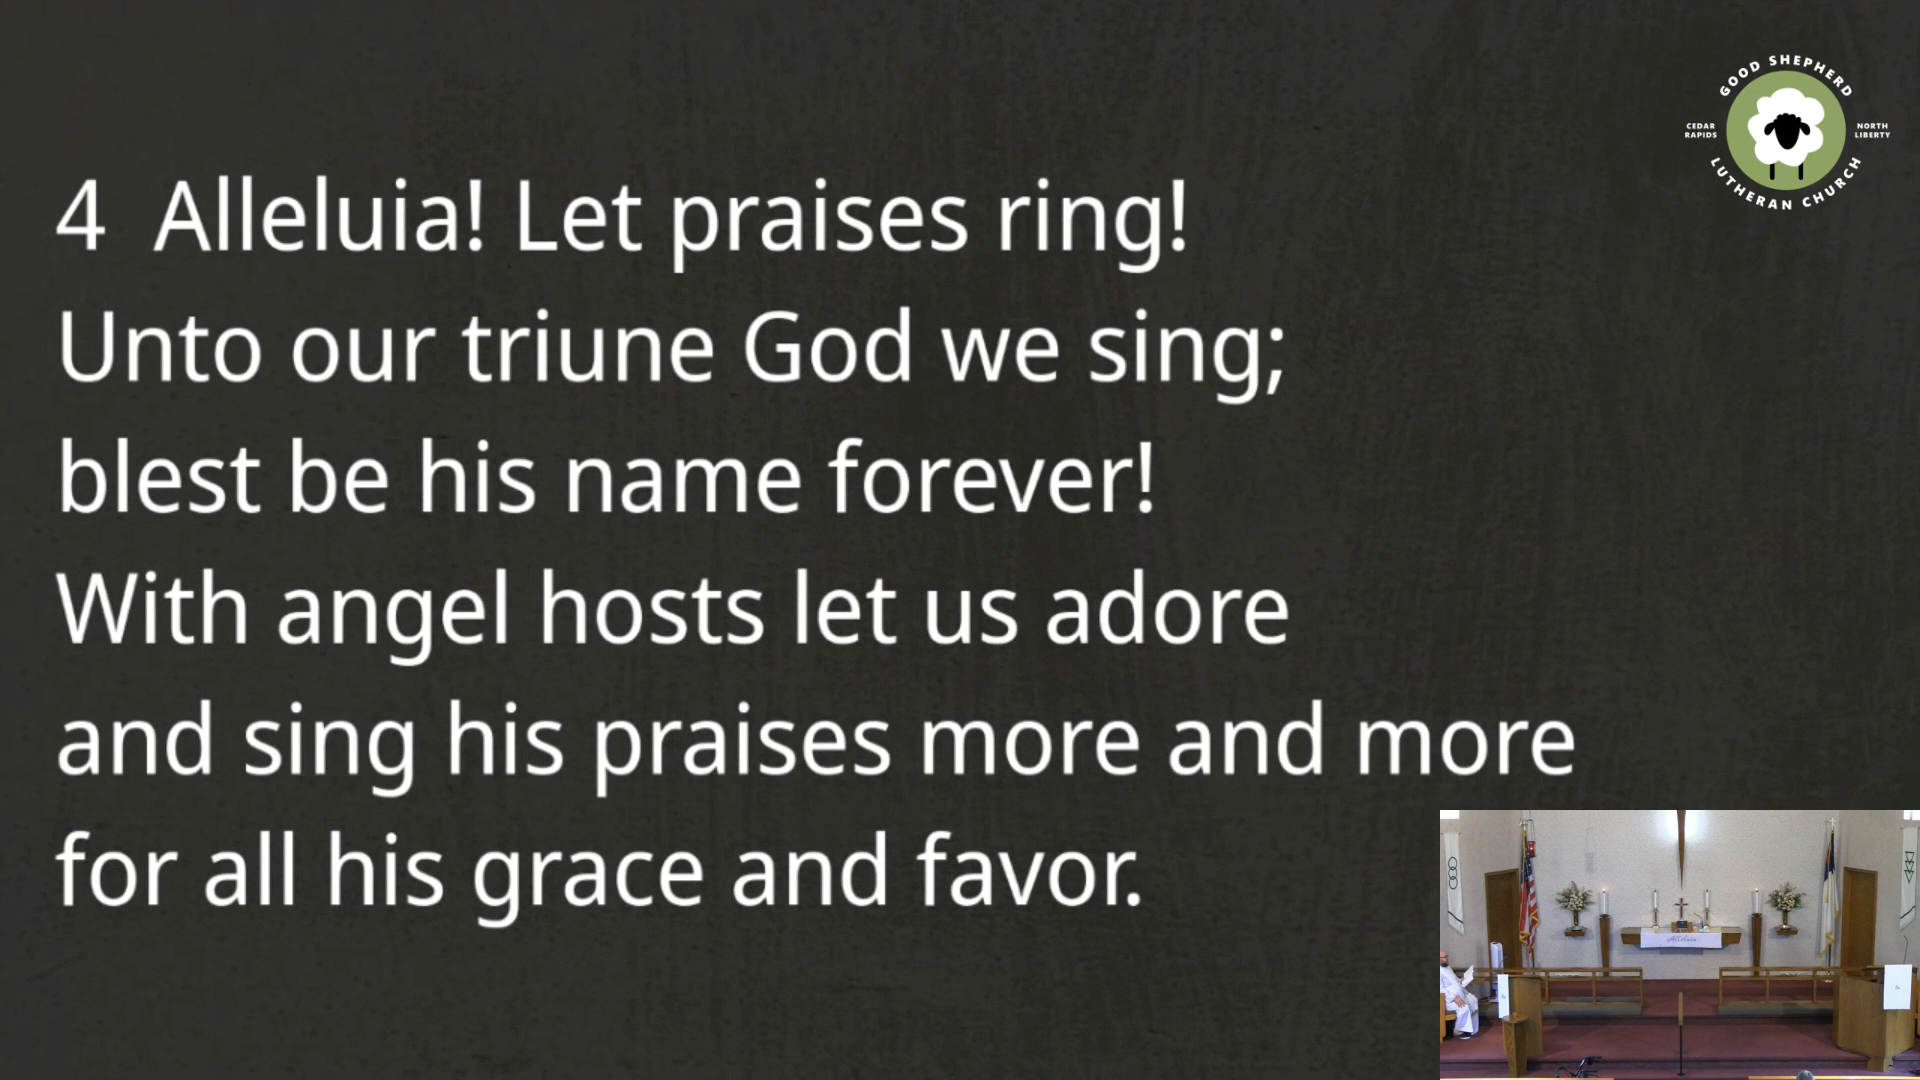 GOOD SHEPHERD
CEDAR RAPIDS
NORTH LIBERTY
LUTHERAN CHURCH
4 Alleluia! Let praises ring!
Unto our triune God we sing;
blest be his name forever!
With angel hosts let us adore
and sing his praises more and more
for all his grace and favor.
Alleluia